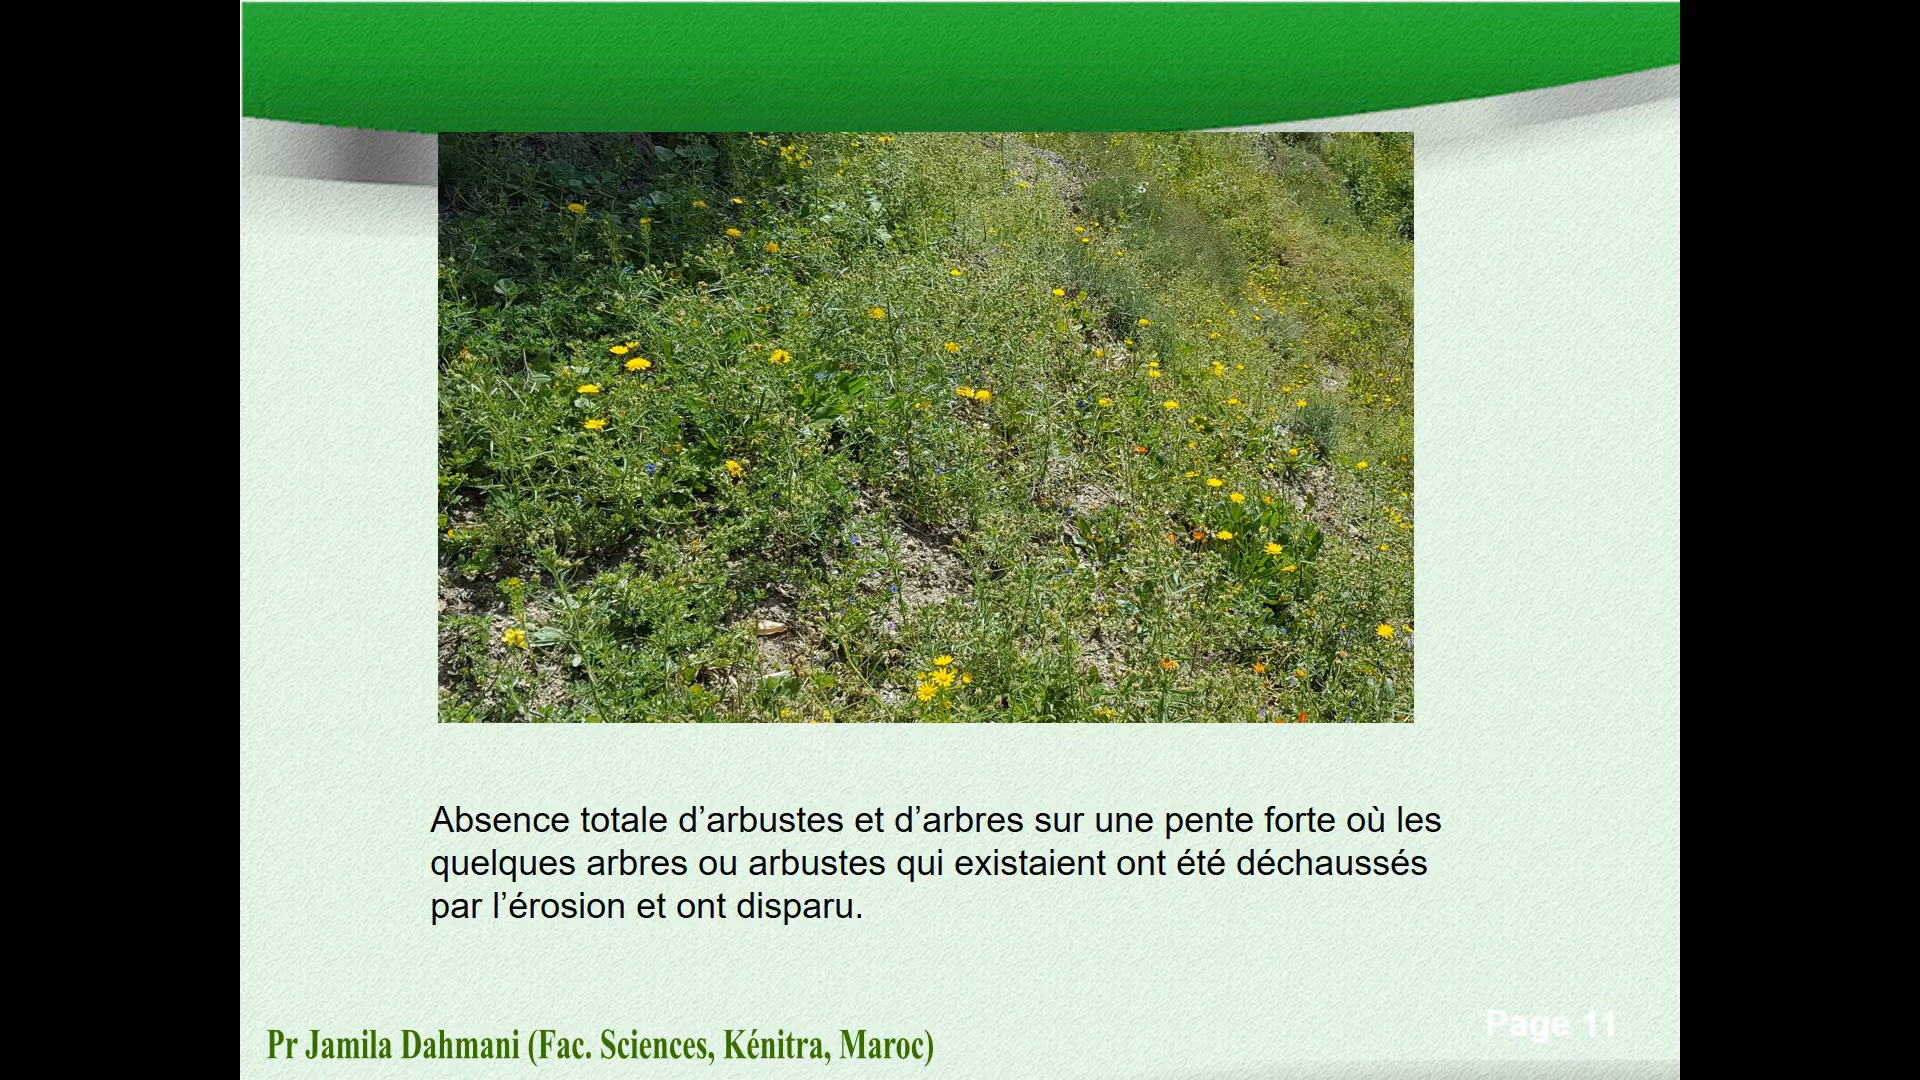 Absence totale d’arbustes et d’arbres sur une pente forte où les
quelques arbres ou arbustes qui existaient ont été déchaussés
par l’érosion et ont disparu.
Pr Jamila Dahmani (Fac. Sciences, Kénitra, Maroc)
Page 11